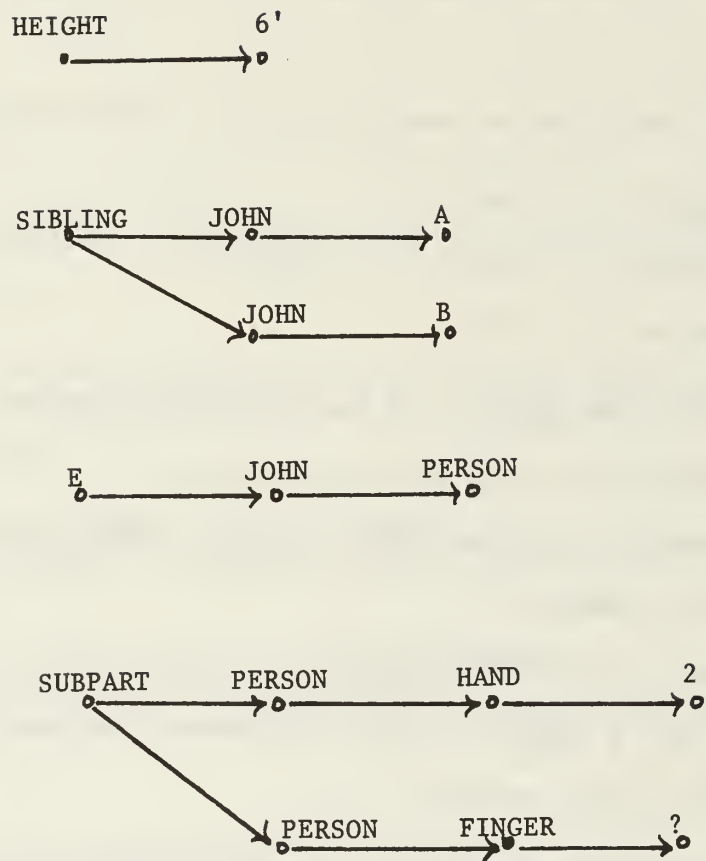 HEIGHT 6'
SIBLING JOHN A
JOHN B
E JOHN PERSON
SUBPART PERSON HAND 2
PERSON FINGER ?